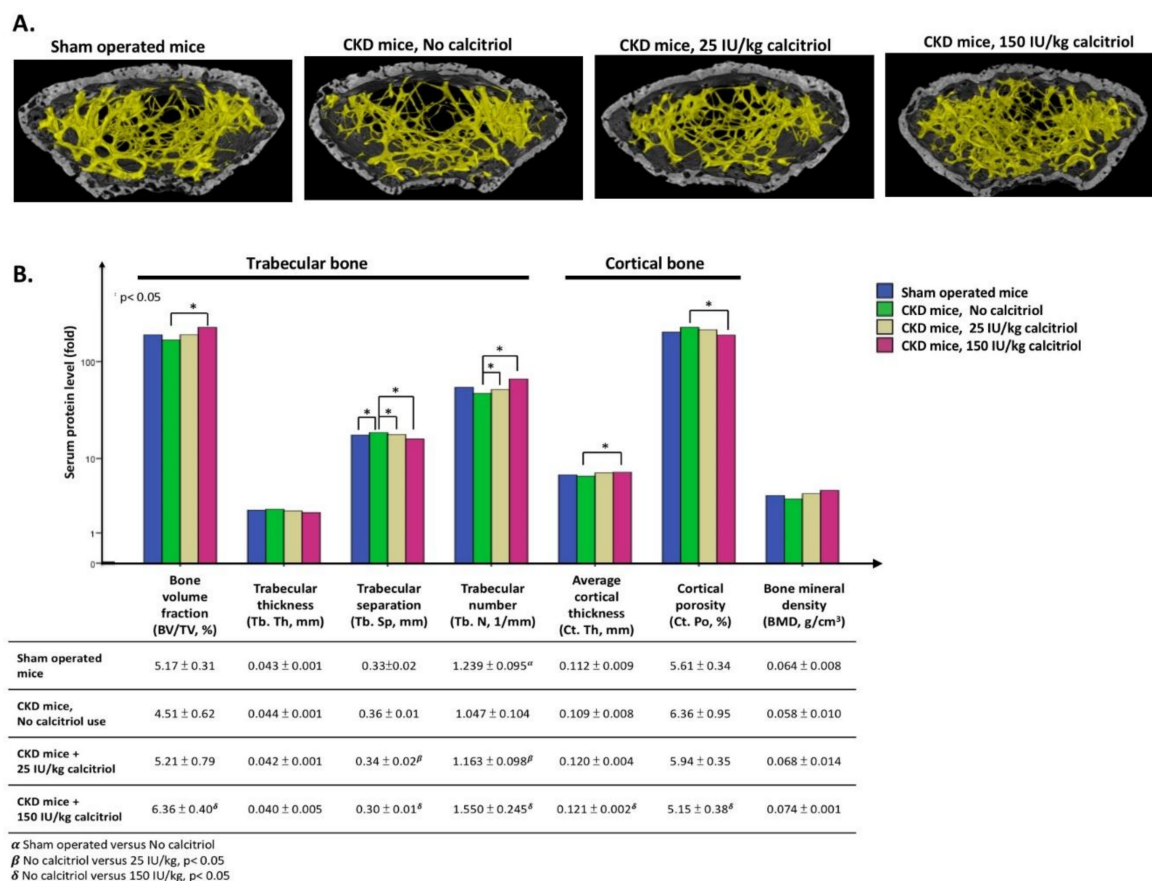 A.
Sham operated mice
CKD mice, No calcitriol
CKD mice, 25 IU/kg calcitriol
CKD mice, 150 IU/kg calcitriol
B.
Trabecular bone
Cortical bone
p< 0.05
Sham operated mice
CKD mice, No calcitriol
CKD mice, 25 IU/kg calcitriol
CKD mice, 150 IU/kg calcitriol
Serum protein level (fold)
100
10
1
0
*
*
*
*
*
*
*
*
Bone volume fraction (BV/TV, %)
Trabecular thickness (Tb. Th, mm)
Trabecular separation (Tb. Sp, mm)
Trabecular number (Tb. N, 1/mm)
Average cortical thickness (Ct. Th, mm)
Cortical porosity (Ct. Po, %)
Bone mineral density (BMD, g/cm³)
Sham operated mice 5.17 ± 0.31 0.043 ± 0.001 0.33±0.02 1.239 ± 0.095α 0.112 ± 0.009 5.61 ± 0.34 0.064 ± 0.008
CKD mice, No calcitriol use 4.51 ± 0.62 0.044 ± 0.001 0.36 ± 0.01 1.047 ± 0.104 0.109 ± 0.008 6.36 ± 0.95 0.058 ± 0.010
CKD mice + 25 IU/kg calcitriol 5.21 ± 0.79 0.042 ± 0.001 0.34 ± 0.02β 1.163 ± 0.098β 0.120 ± 0.004 5.94 ± 0.35 0.068 ± 0.014
CKD mice + 150 IU/kg calcitriol 6.36 ± 0.40δ 0.040 ± 0.005 0.30 ± 0.01δ 1.550 ± 0.245δ 0.121 ± 0.002δ 5.15 ± 0.38δ 0.074 ± 0.001
α Sham operated versus No calcitriol
β No calcitriol versus 25 IU/kg, p< 0.05
δ No calcitriol versus 150 IU/kg, p< 0.05